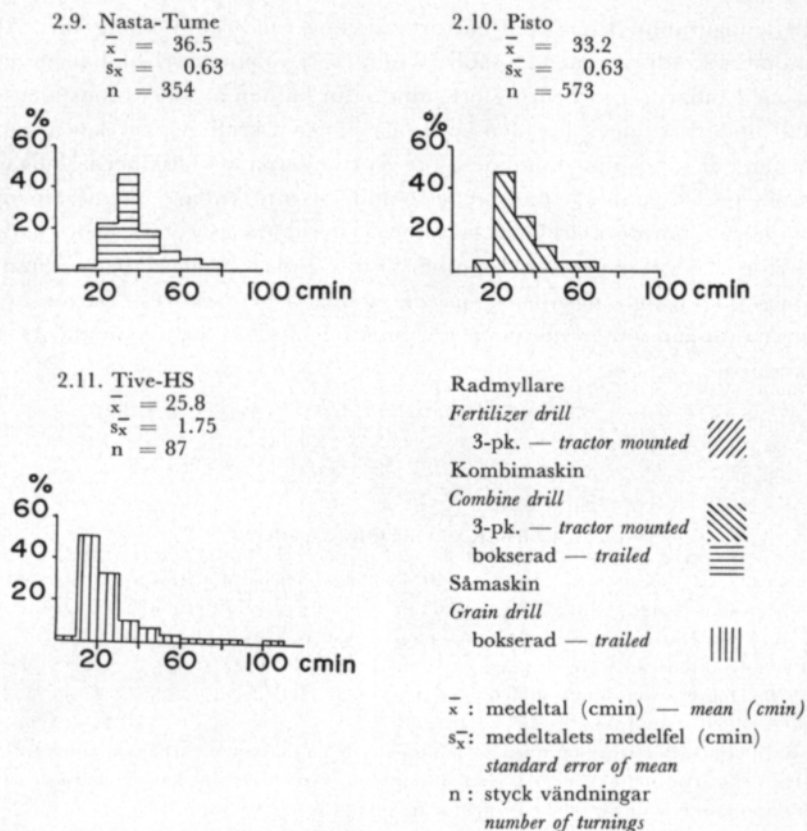 2.9. Nasta-Tume
x̅ = 36.5
sx̅ = 0.63
n = 354
%
60
40
20
20 60 100 cmin
2.10. Pisto
x̅ = 33.2
sx̅ = 0.63
n = 573
%
60
40
20
20 60 100 cmin
2.11. Tive-HS
x̅ = 25.8
sx̅ = 1.75
n = 87
%
60
40
20
20 60 100 cmin
Radmyllare
Fertilizer drill
3-pk. — tractor mounted
Kombimaskin
Combine drill
3-pk. — tractor mounted
bokserad — trailed
Såmaskin
Grain drill
bokserad — trailed
x̅ : medeltal (cmin) — mean (cmin)
sx̅ : medeltalets medelfel (cmin)
standard error of mean
n : styck vändningar
number of turnings